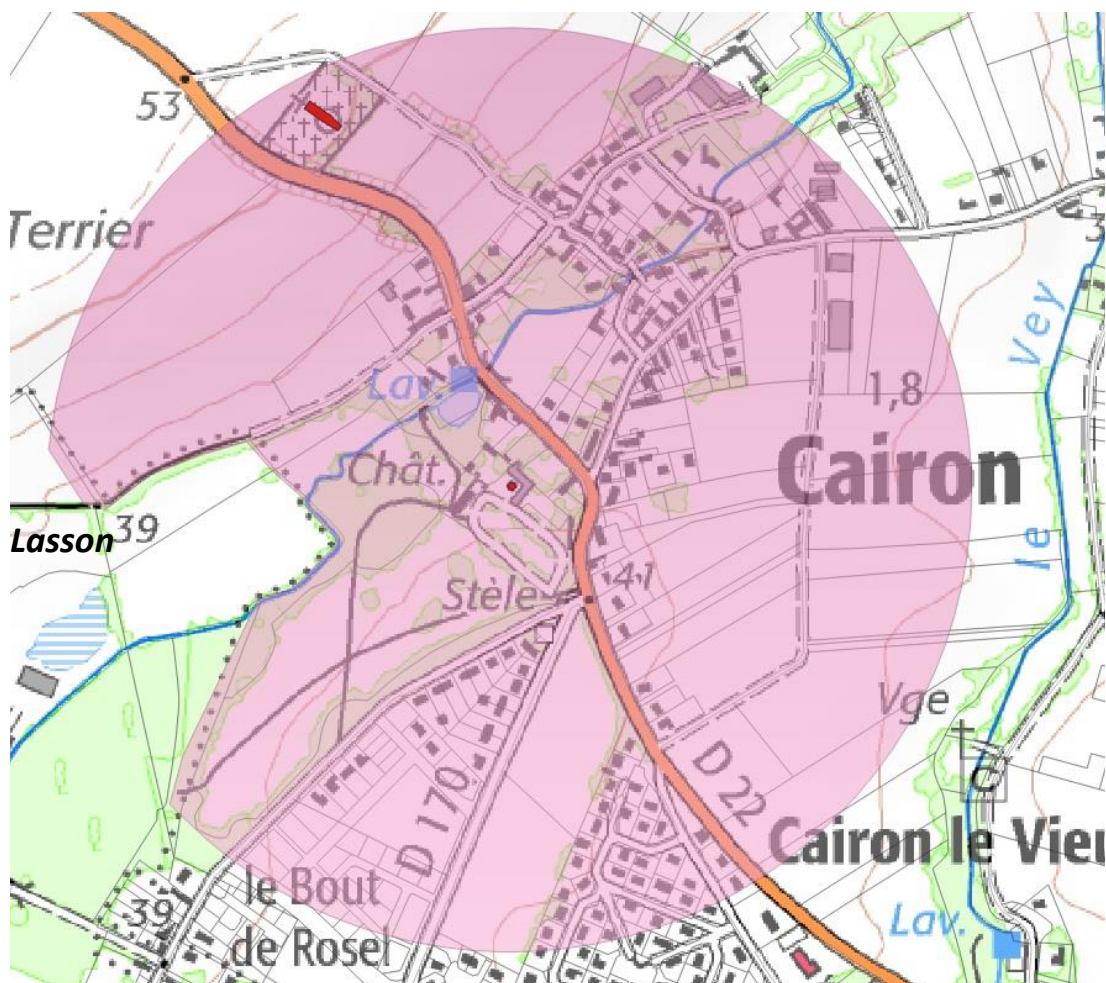 53
Terrier
3
Lav.
1,8
le Vey
Chât.
Cairon
39
Lasson
Stèle
41
Vge
D 170
D 22
C
Cairon le Vieu
le Bout
de Rosel
39
Lav.